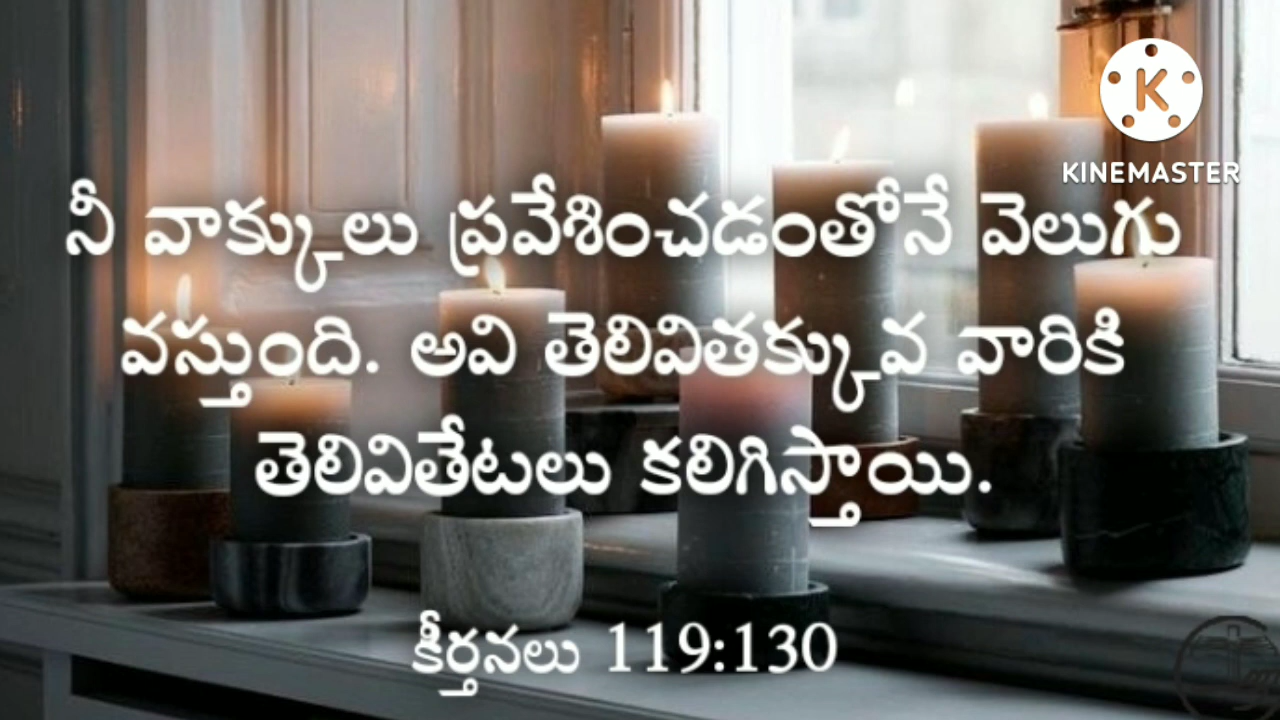 KINEMASTER
నీ వాక్కులు ప్రవేశించడంతోనే వెలుగు
వస్తుంది. అవి తెలివితక్కువ వారికి
తెలివితేటలు కలిగిస్తాయి.
కీర్తనలు 119:130